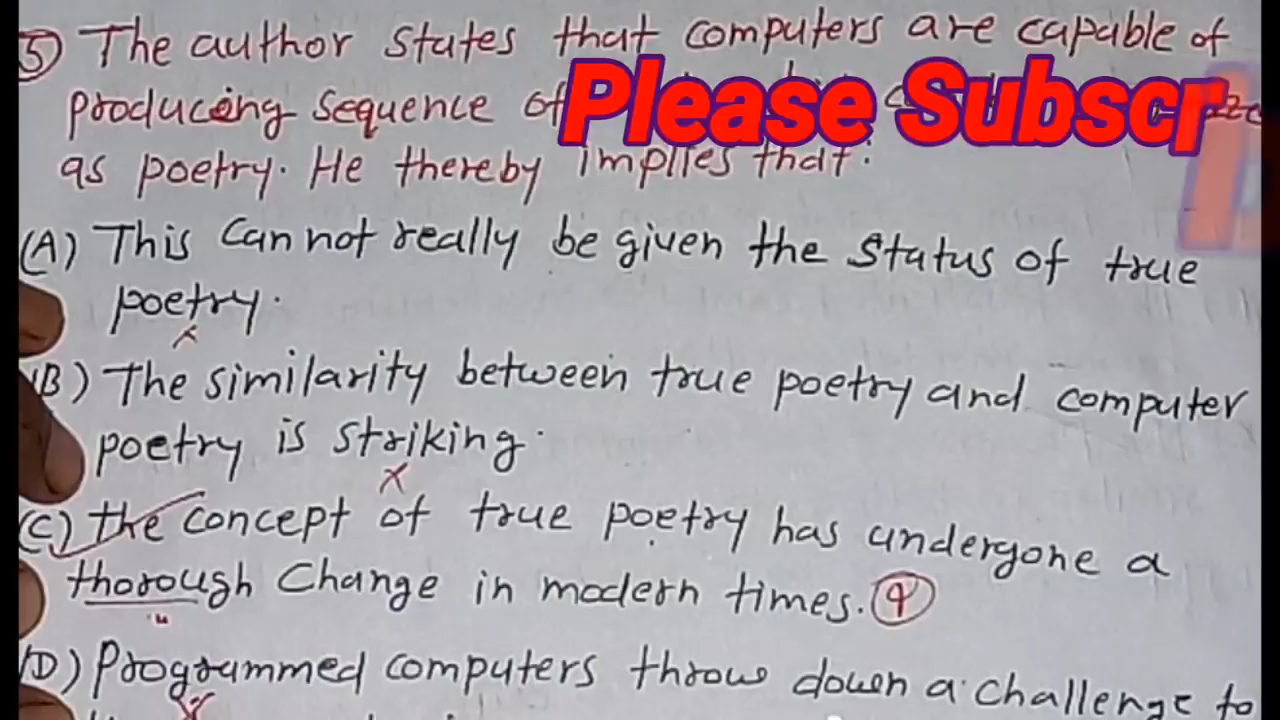 5) The author states that computers are capable of
producing sequence of
Please Subscr
as poetry. He thereby implies that:
(A) This cannot really be given the status of true
poetry.
(B) The similarity between true poetry and computer
poetry is striking.
(C) the concept of true poetry has undergone a
thorough change in modern times.
(D) Programmed computers throw down a challenge to